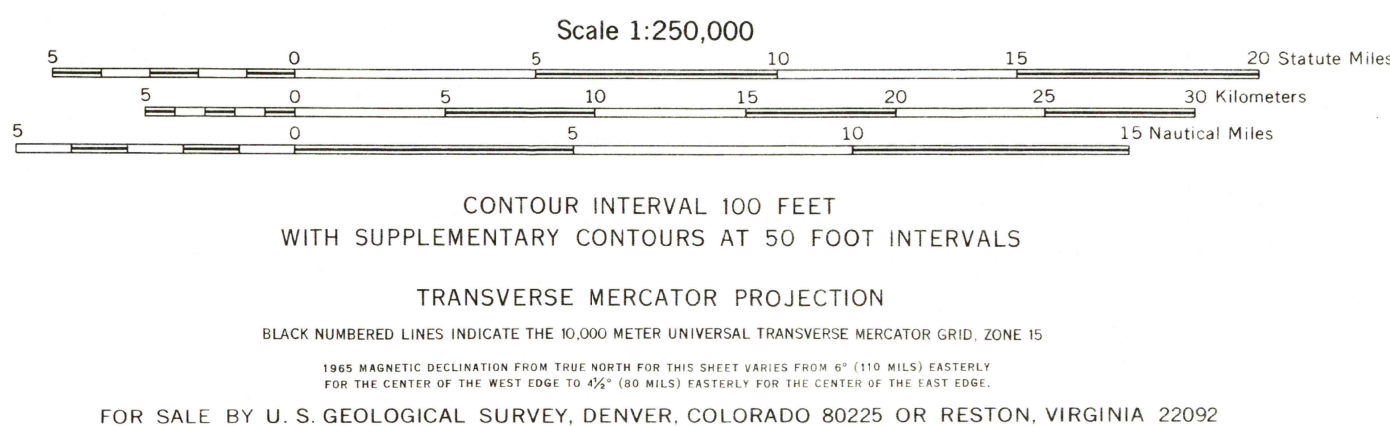 Scale 1:250,000
5 0 5 10 15 20 Statute Miles
5 0 5 10 15 20 25 30 Kilometers
5 0 5 10 15 Nautical Miles
CONTOUR INTERVAL 100 FEET
WITH SUPPLEMENTARY CONTOURS AT 50 FOOT INTERVALS
TRANSVERSE MERCATOR PROJECTION
BLACK NUMBERED LINES INDICATE THE 10,000 METER UNIVERSAL TRANSVERSE MERCATOR GRID, ZONE 15
1965 MAGNETIC DECLINATION FROM TRUE NORTH FOR THIS SHEET VARIES FROM 6° (110 MILS) EASTERLY
FOR THE CENTER OF THE WEST EDGE TO 4½° (80 MILS) EASTERLY FOR THE CENTER OF THE EAST EDGE.
FOR SALE BY U. S. GEOLOGICAL SURVEY, DENVER, COLORADO 80225 OR RESTON, VIRGINIA 22092